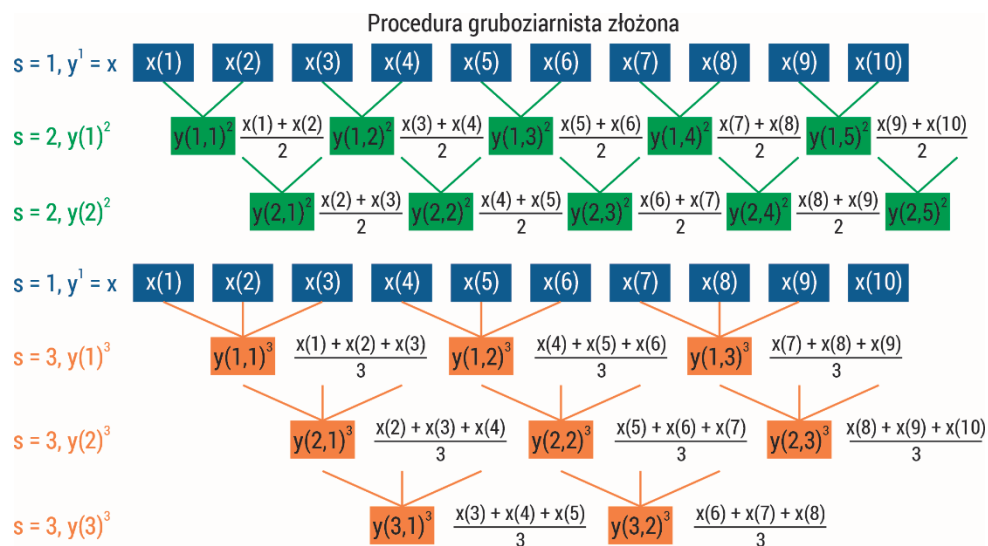 Procedura gruboziarnista złożona
s = 1, y¹ = x x(1) x(2) x(3) x(4) x(5) x(6) x(7) x(8) x(9) x(10)
s = 2, y(1)² y(1,1)² x(1) + x(2) / 2 y(1,2)² x(3) + x(4) / 2 y(1,3)² x(5) + x(6) / 2 y(1,4)² x(7) + x(8) / 2 y(1,5)² x(9) + x(10) / 2
s = 2, y(2)² y(2,1)² x(2) + x(3) / 2 y(2,2)² x(4) + x(5) / 2 y(2,3)² x(6) + x(7) / 2 y(2,4)² x(8) + x(9) / 2 y(2,5)²
s = 1, y¹ = x x(1) x(2) x(3) x(4) x(5) x(6) x(7) x(8) x(9) x(10)
s = 3, y(1)³ y(1,1)³ x(1) + x(2) + x(3) / 3 y(1,2)³ x(4) + x(5) + x(6) / 3 y(1,3)³ x(7) + x(8) + x(9) / 3
s = 3, y(2)³ y(2,1)³ x(2) + x(3) + x(4) / 3 y(2,2)³ x(5) + x(6) + x(7) / 3 y(2,3)³ x(8) + x(9) + x(10) / 3
s = 3, y(3)³ y(3,1)³ x(3) + x(4) + x(5) / 3 y(3,2)³ x(6) + x(7) + x(8) / 3